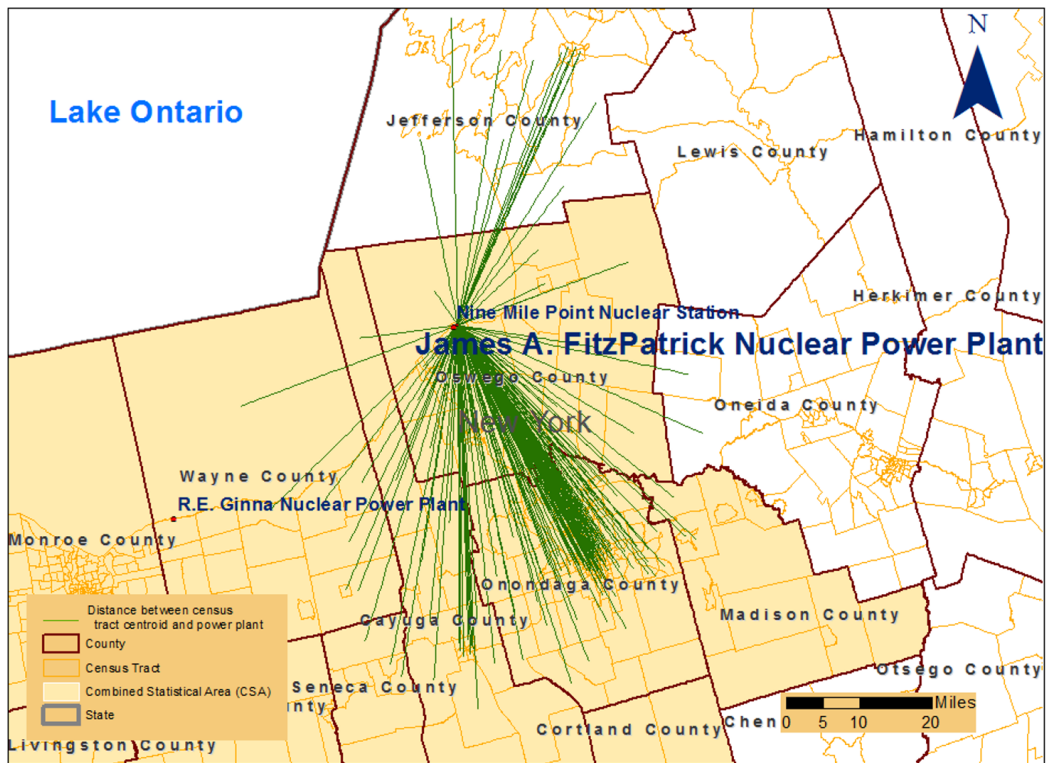 N
Lake Ontario
Jefferson County
Hamilton County
Lewis County
Herkimer County
Nine Mile Point Nuclear Station
James A. FitzPatrick Nuclear Power Plant
Oswego County
Oneida County
New York
Wayne County
R.E. Ginna Nuclear Power Plant
Monroe County
Onondaga County
Distance between census
tract centroid and power plant
County
Census Tract
Combined Statistical Area (CSA)
State
Cayuga County
Madison County
Otsego County
Seneca County
unty
Cortland County
Chen
Miles
0 5 10 20
Livingston County